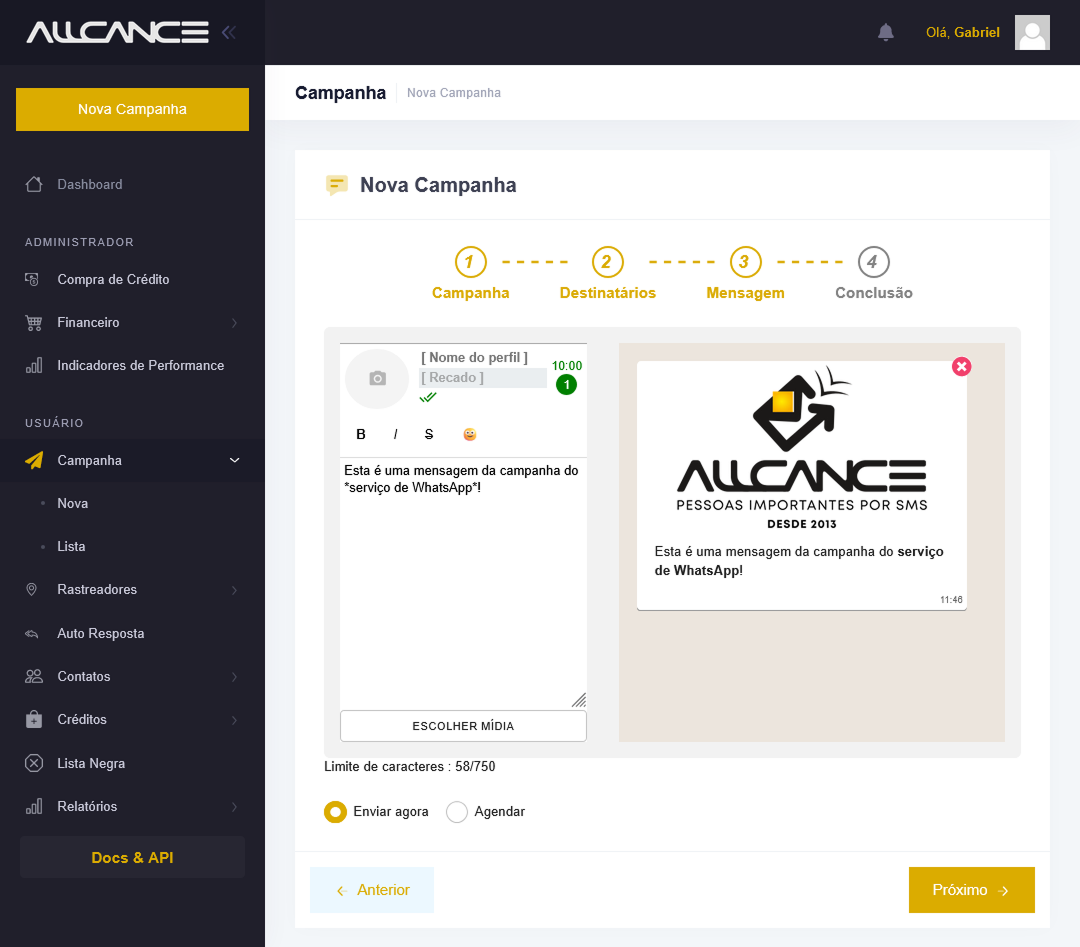 ALLCANCE
Olá, Gabriel
Nova Campanha
Dashboard
ADMINISTRADOR
Compra de Crédito
Financeiro
Indicadores de Performance
USUÁRIO
Campanha
Nova
Lista
Rastreadores
Auto Resposta
Contatos
Créditos
Lista Negra
Relatórios
Docs & API
Campanha
Nova Campanha
Nova Campanha
1 2 3 4
Campanha Destinatários Mensagem Conclusão
[ Nome do perfil ]
[ Recado ]
10:00
1
B I S
Esta é uma mensagem da campanha do
*serviço de WhatsApp*!
ESCOLHER MÍDIA
ALLCANCE
PESSOAS IMPORTANTES POR SMS
DESDE 2013
Esta é uma mensagem da campanha do serviço
de WhatsApp!
11:46
Limite de caracteres : 58/750
Enviar agora Agendar
Anterior
Próximo